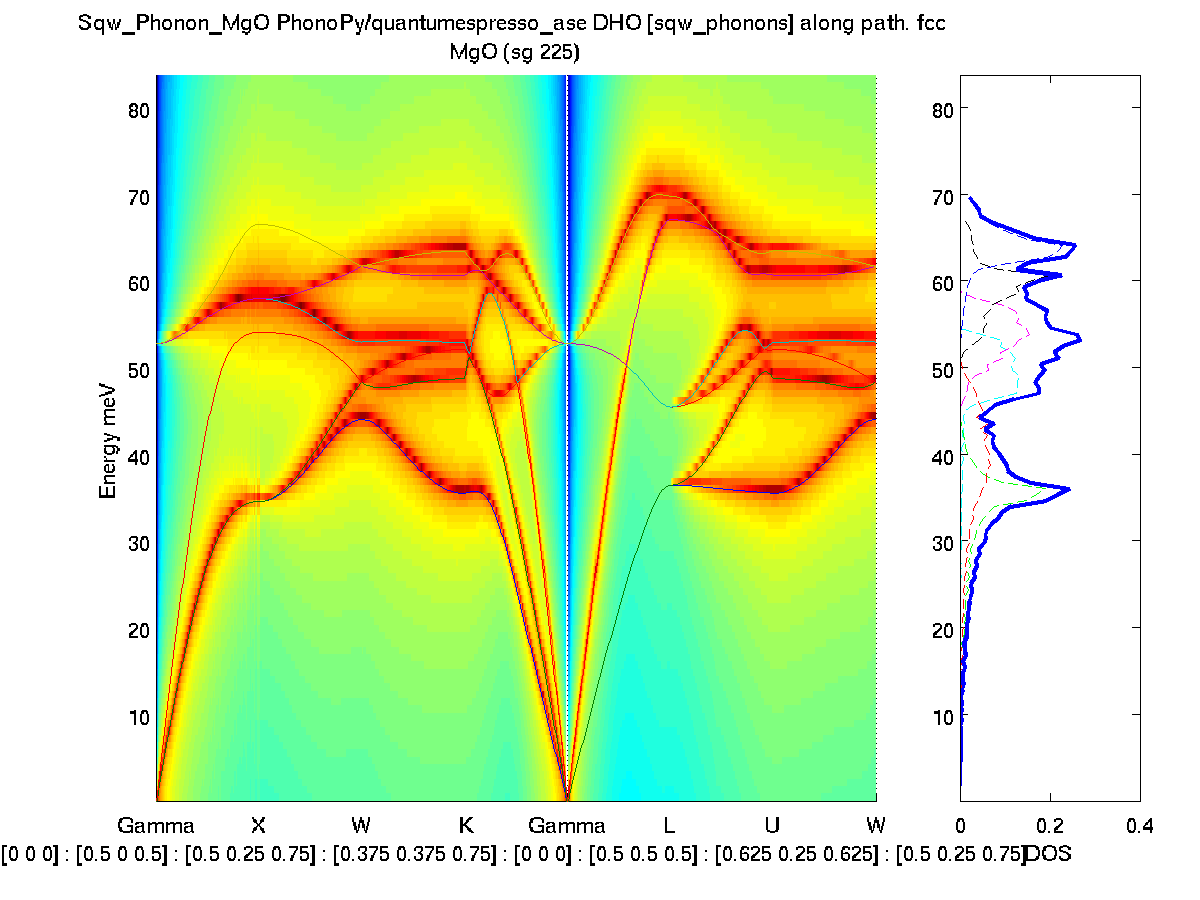 Sqw_Phonon_MgO PhonoPy/quantumespresso_ase DHO [sqw_phonons] along path. fcc
MgO (sg 225)
80
70
60
50
40
30
20
10
Energy meV
Gamma X W K Gamma L U W
[0 0 0] : [0.5 0 0.5] : [0.5 0.25 0.75] : [0.375 0.375 0.75] : [0 0 0] : [0.5 0.5 0.5] : [0.625 0.25 0.625] : [0.5 0.25 0.75]
80
70
60
50
40
30
20
10
0 0.2 0.4
DOS